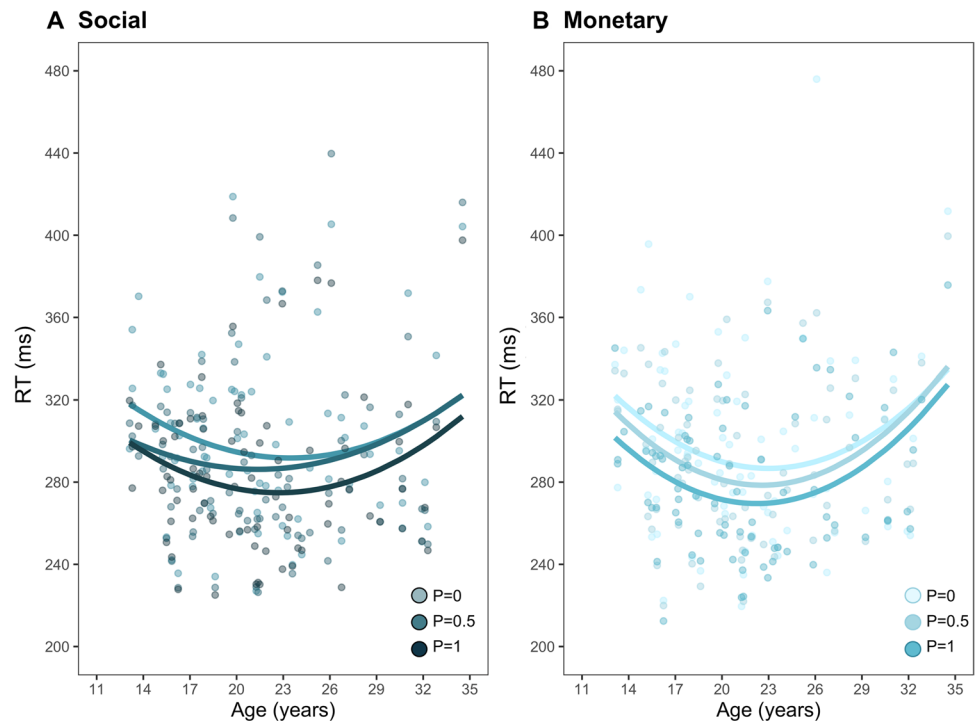 A Social
480
440
400
360
320
280
240
200
RT (ms)
P=0
P=0.5
P=1
11 14 17 20 23 26 29 32 35
Age (years)
B Monetary
480
440
400
360
320
280
240
200
RT (ms)
P=0
P=0.5
P=1
11 14 17 20 23 26 29 32 35
Age (years)